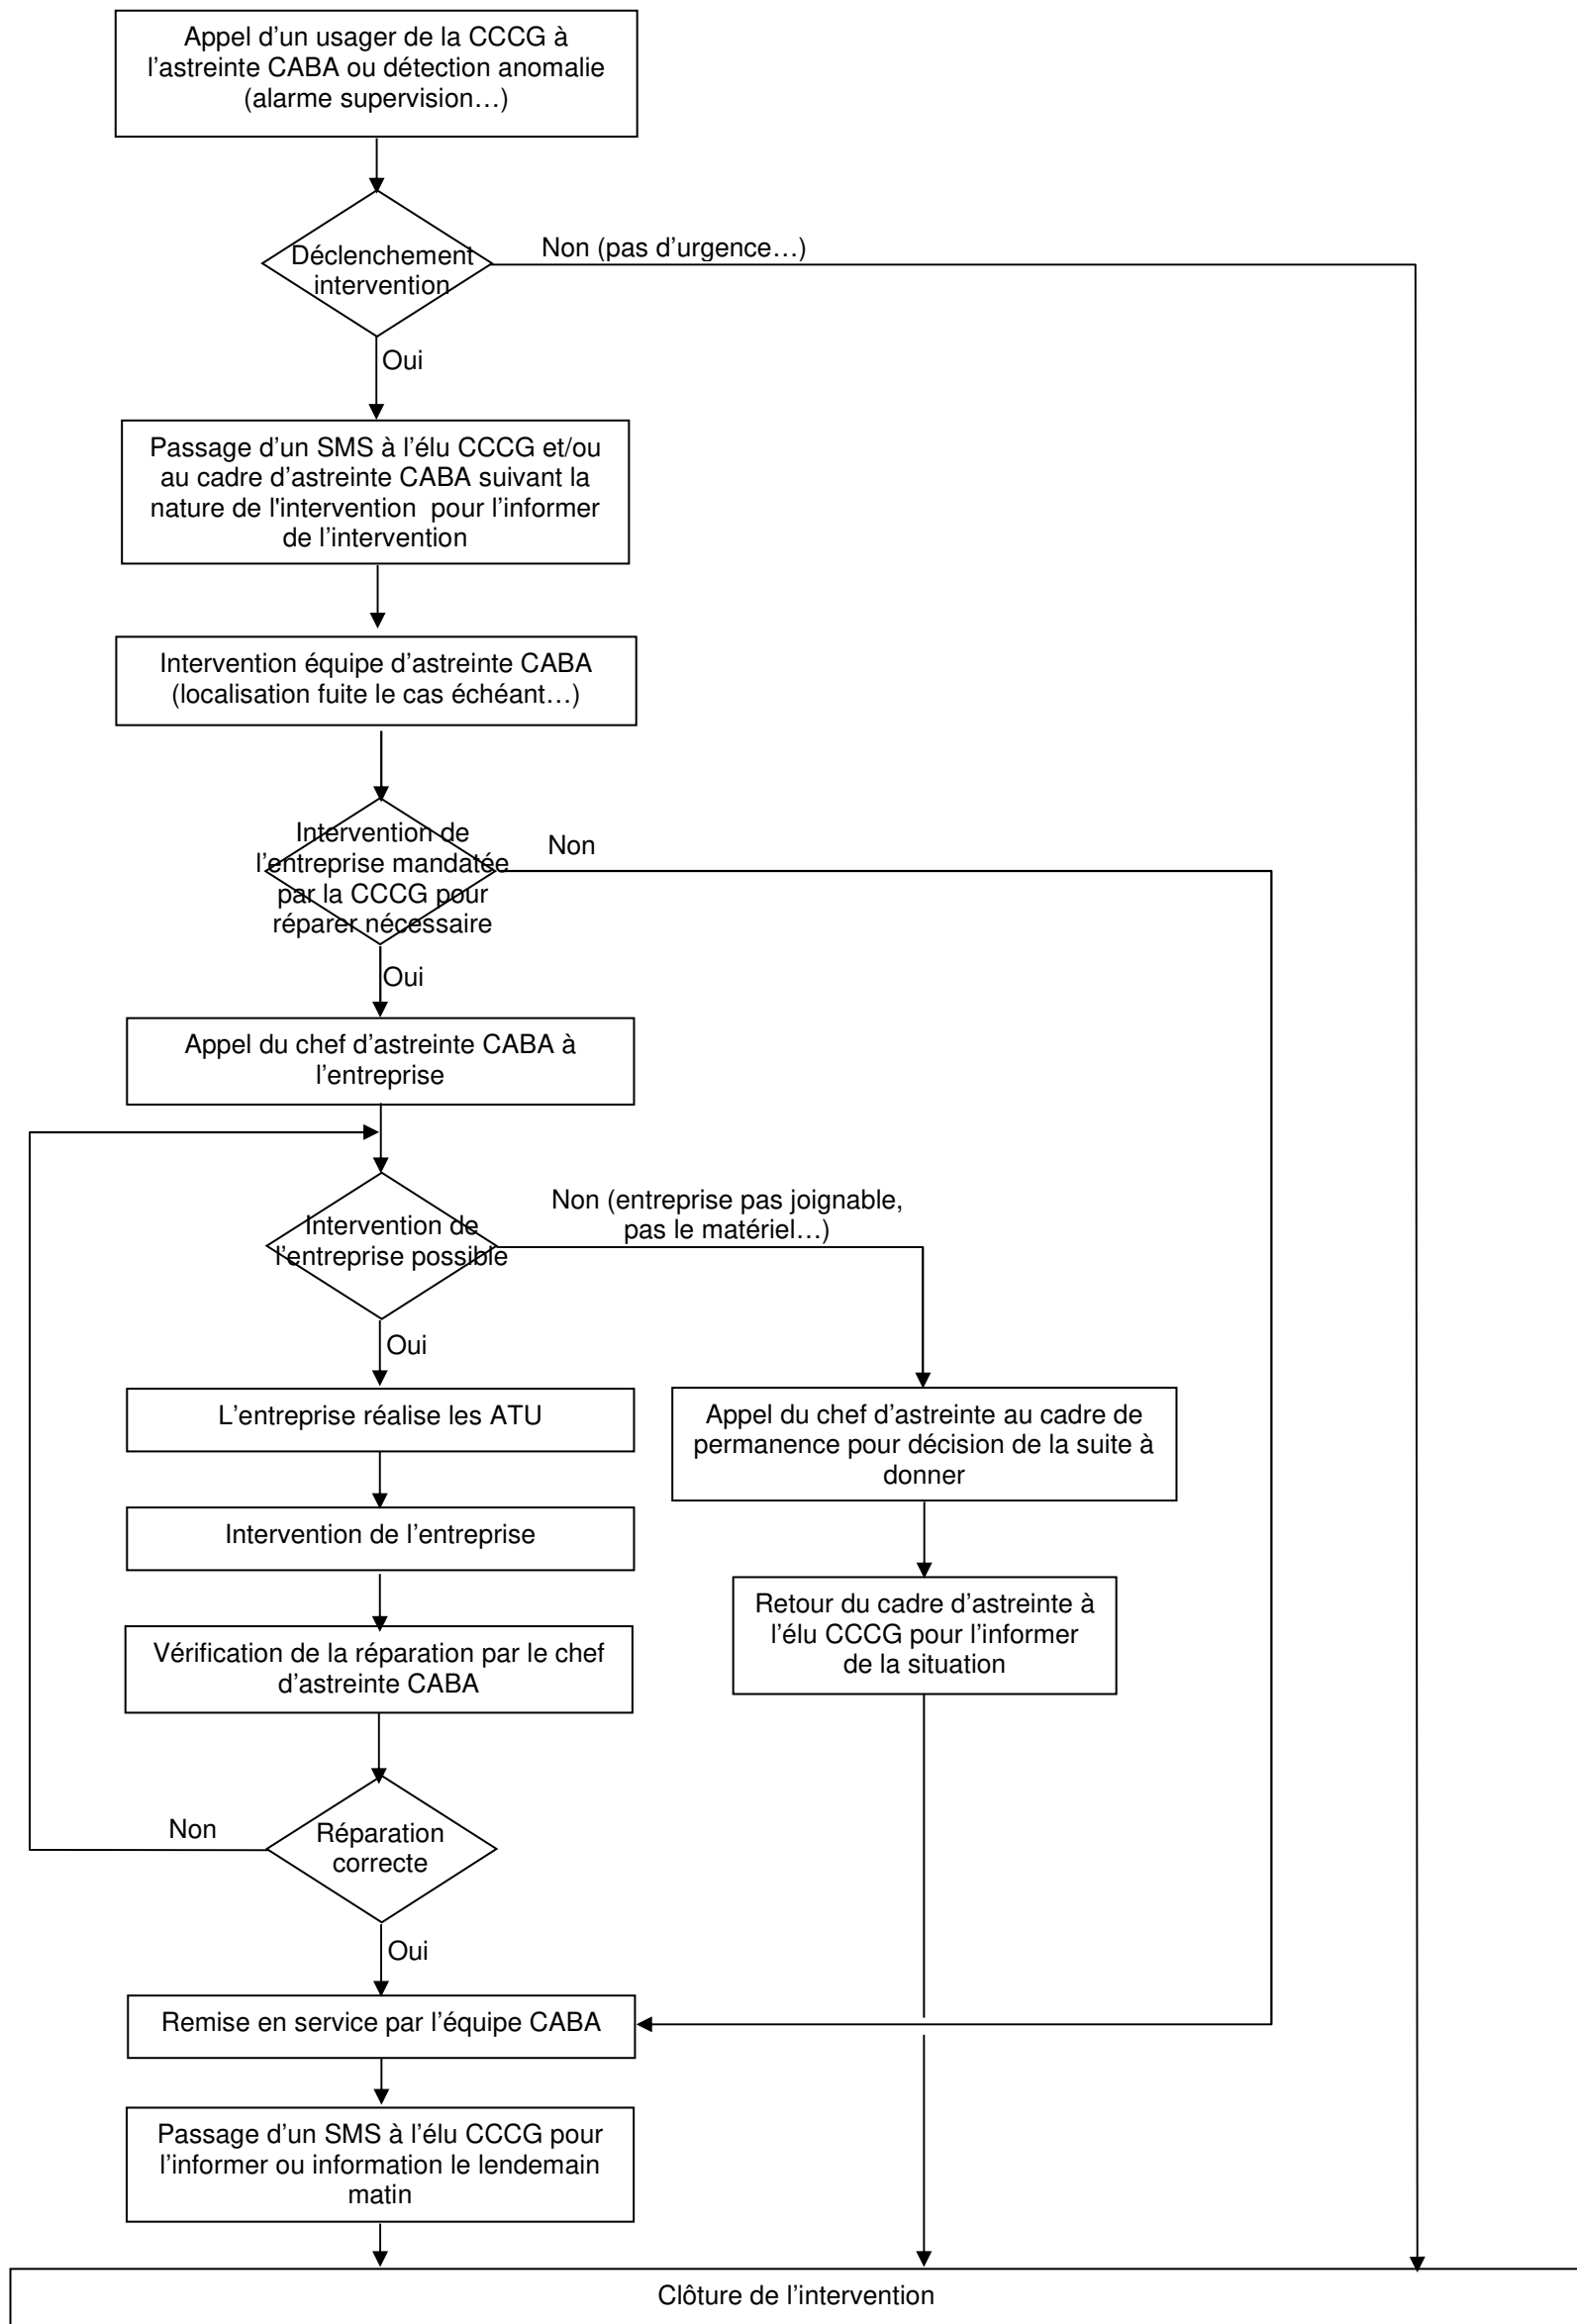 Appel d’un usager de la CCCG à
l’astreinte CABA ou détection anomalie
(alarme supervision…)
Déclenchement
intervention
Non (pas d’urgence…)
Oui
Passage d’un SMS à l’élu CCCG et/ou
au cadre d’astreinte CABA suivant la
nature de l'intervention  pour l’informer
de l’intervention
Intervention équipe d’astreinte CABA
(localisation fuite le cas échéant…)
Intervention de
l’entreprise mandatée
par la CCCG pour
réparer nécessaire
Non
Oui
Appel du chef d’astreinte CABA à
l’entreprise
Intervention de
l’entreprise possible
Non (entreprise pas joignable,
pas le matériel…)
Oui
L’entreprise réalise les ATU
Appel du chef d’astreinte au cadre de
permanence pour décision de la suite à
donner
Intervention de l’entreprise
Retour du cadre d’astreinte à
l’élu CCCG pour l’informer
de la situation
Vérification de la réparation par le chef
d’astreinte CABA
Non
Réparation
correcte
Oui
Remise en service par l’équipe CABA
Passage d’un SMS à l’élu CCCG pour
l’informer ou information le lendemain
matin
Clôture de l’intervention